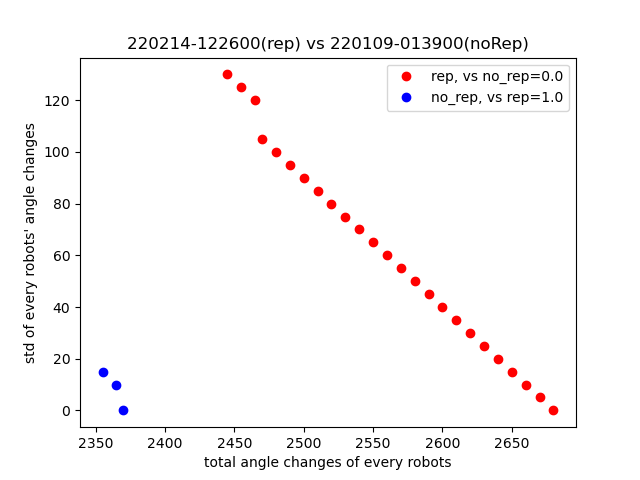 220214-122600(rep) vs 220109-013900(noRep)
rep, vs no_rep=0.0
no_rep, vs rep=1.0
120
100
80
60
40
20
0
std of every robots' angle changes
2350 2400 2450 2500 2550 2600 2650
total angle changes of every robots